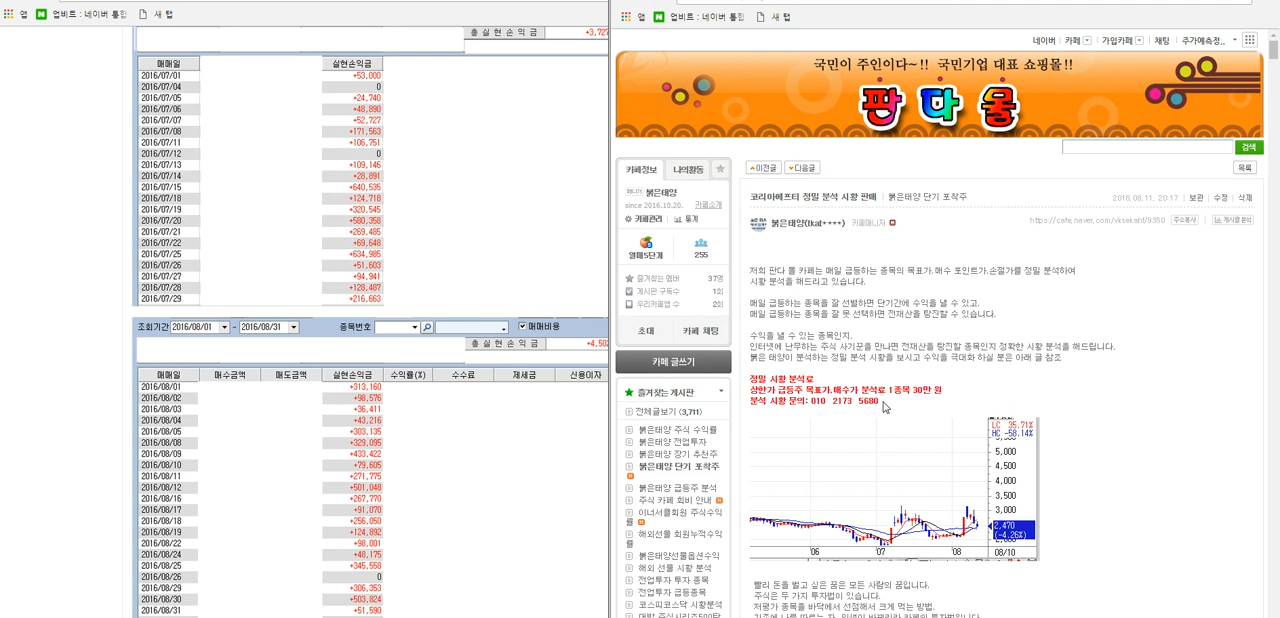 앱 업비트 : 네이버 통합 새 탭
총 실 현 손 익 금 +3,727
매매일 실현손익금
2016/07/01 +53,000
2016/07/04 0
2016/07/05 +24,740
2016/07/06 +48,890
2016/07/07 +52,727
2016/07/08 +171,563
2016/07/11 +106,751
2016/07/12 0
2016/07/13 +109,146
2016/07/14 +28,891
2016/07/15 +640,535
2016/07/18 +124,718
2016/07/19 +320,545
2016/07/20 +580,358
2016/07/21 +269,485
2016/07/22 +69,648
2016/07/25 +634,985
2016/07/26 +51,603
2016/07/27 +94,941
2016/07/28 +128,487
2016/07/29 +216,663
조회기간 2016/08/01 ~ 2016/08/31 종목번호 매매비용
총 실 현 손 익 금 +4,502
매매일 매수금액 매도금액 실현손익금 수익률(%) 수수료 제세금 신용이자
2016/08/01 +313,160
2016/08/02 +98,576
2016/08/03 +36,411
2016/08/04 +43,216
2016/08/05 +303,135
2016/08/08 +329,095
2016/08/09 +433,422
2016/08/10 +79,605
2016/08/11 +271,775
2016/08/12 +501,048
2016/08/16 +267,770
2016/08/17 +91,070
2016/08/18 +256,050
2016/08/19 +124,892
2016/08/22 +98,001
2016/08/24 +48,175
2016/08/25 +345,558
2016/08/26 0
2016/08/29 +306,353
2016/08/30 +503,824
2016/08/31 +51,590
앱 업비트 : 네이버 통합 새 탭
네이버 카페 가입카페 채팅 주가예측정..
국민이 주인이다~!! 국민기업 대표 쇼핑몰!!
판다몰
검색
카페정보 나의활동
매니저 붉은태양
since 2016.10.20. 카페소개
카페관리 통계
열매5단계 255
즐겨찾는 멤버 37명
게시판 구독수 1회
우리카페앱 수 2회
초대 카페 채팅
카페 글쓰기
즐겨찾는 게시판
전체글보기 (3,711)
붉은태양 주식 수익률
붉은태양 전업투자
붉은태양 장기 추천주
붉은태양 단기 포착주
붉은태양 급등주 분석
주식 카페 회비 안내
이너서클회원 주식수익률
해외선물 회원누적수익률
붉은태양선물옵션수익
해외 선물 시황 분석
전업투자 투자 종목
전업투자 급등종목
코스피코스닥 시황분석
이전글 다음글 목록
코리아에프티 정밀 분석 시황 판매 | 붉은태양 단기 포착주 2018.08.11. 20:17 보관 수정 삭제
붉은태양(tkat****) 카페매니저 https://cafe.naver.com/vksekahf/9350 주소복사 게시글 분석
저희 판다 몰 카페는 매일 급등하는 종목의 목표가,매수 포인트가,손절가를 정밀 분석하여
시황 분석을 해드리고 있습니다.
매일 급등하는 종목을 잘 선별하면 단기간에 수익을 낼 수 있고,
매일 급등하는 종목을 잘 못 선택하면 전재산을 탕진할 수 있습니다.
수익을 낼 수 있는 종목인지,
인터넷에 난무하는 주식 사기꾼을 만나면 전재산을 탕진할 종목인지 정확한 시황 분석을 해드립니다.
붉은 태양이 분석하는 정밀 분석 시황을 보시고 수익을 극대화 하실 분은 아래 글 참조
정밀 시황 분석료
상한가 급등주 목표가,매수가 분석료 1종목 30만 원
분석 시황 문의: 010 2173 5680
LC 35.71%
HC -58.14%
5,000
4,500
4,000
3,500
3,000
2,470
(-4.26%)
'06 '07 '08 08/10
빨리 돈을 벌고 싶은 꿈은 모든 사람의 꿈입니다.
주식은 두 가지 투자법이 있습니다.
저평가 종목을 바닥에서 선점해서 크게 먹는 방법,